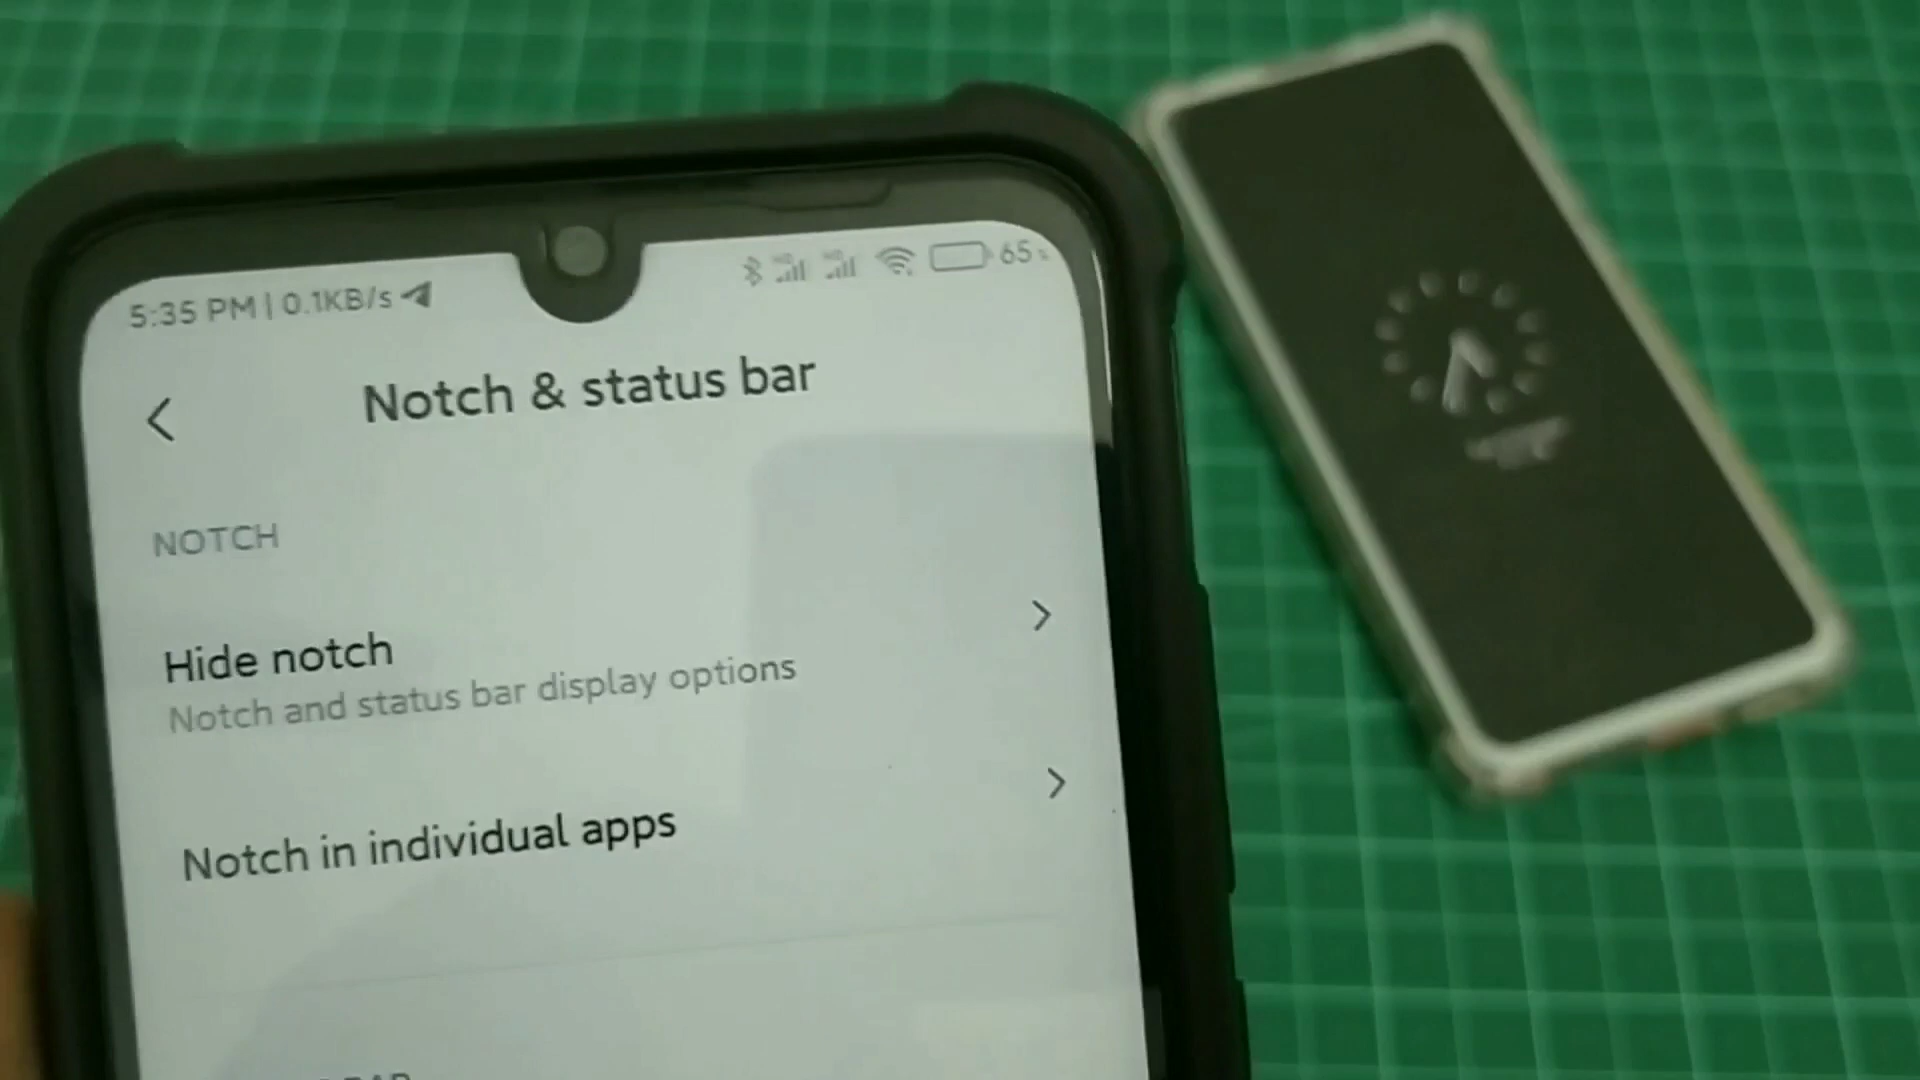 5:35 PM | 0.1KB/s
65
Notch & status bar
NOTCH
Hide notch
Notch and status bar display options
Notch in individual apps